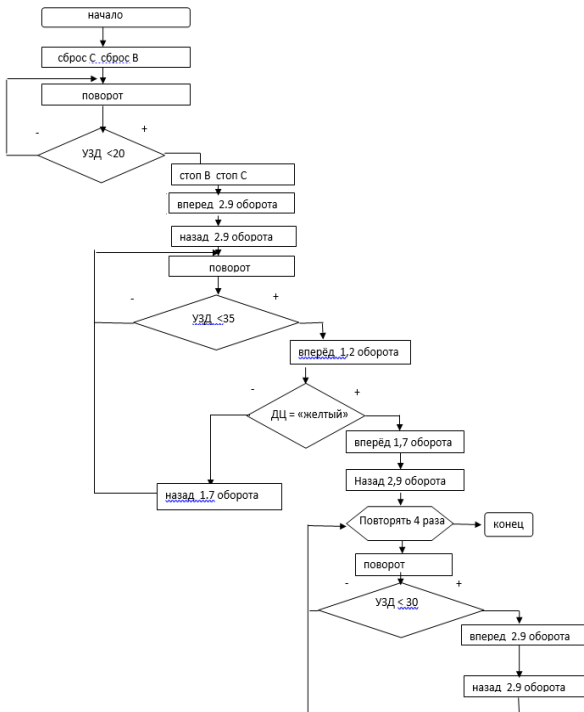 начало
сброс С сброс В
поворот
-
+
УЗД <20
стоп В стоп С
вперед 2.9 оборота
назад 2.9 оборота
поворот
-
+
УЗД <35
вперёд 1,2 оборота
-
+
ДЦ = «желтый»
вперёд 1,7 оборота
Назад 2,9 оборота
назад 1.7 оборота
Повторять 4 раза
конец
поворот
-
+
УЗД < 30
вперед 2.9 оборота
назад 2.9 оборота